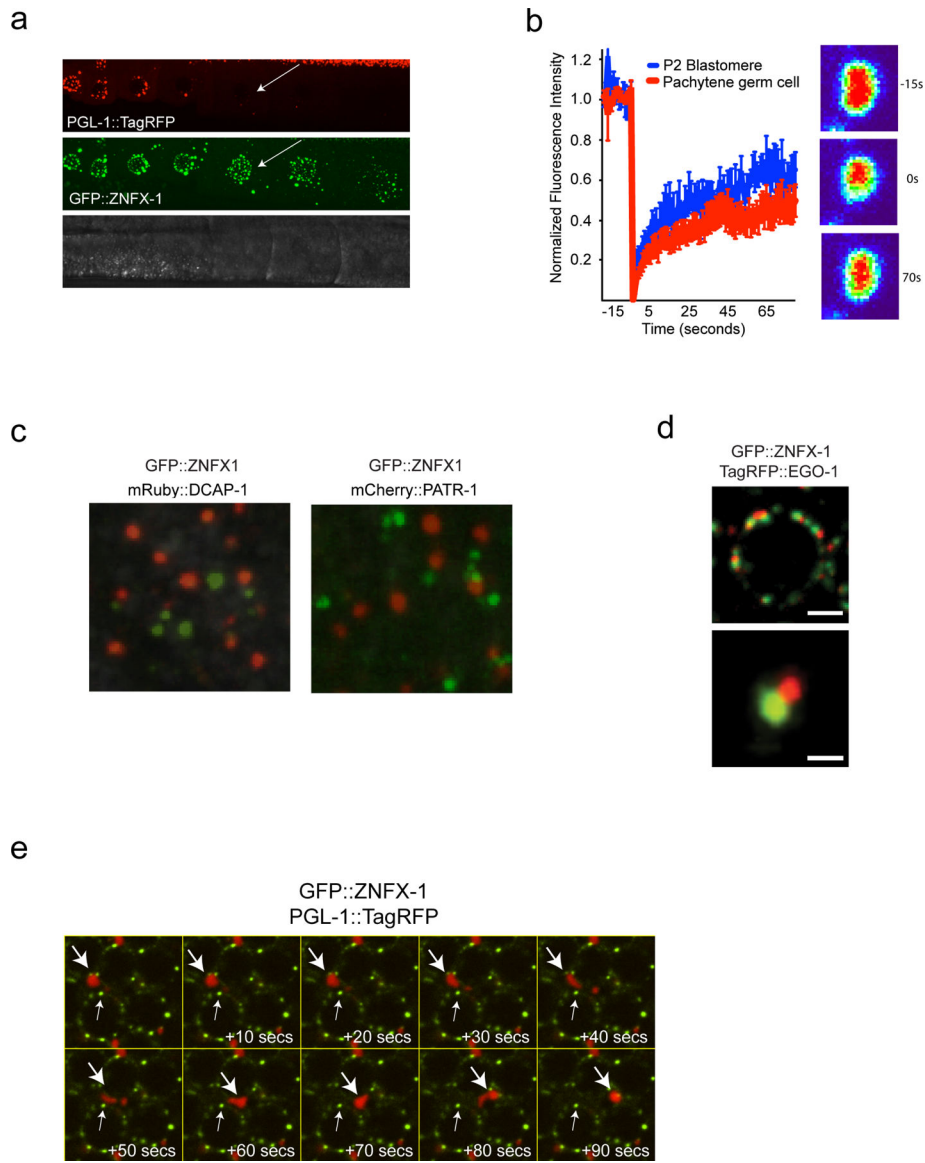 a
PGL-1::TagRFP
GFP::ZNFX-1
b
Normalized Fluorescence Intensity
1.2
1.0
0.8
0.6
0.4
0.2
-15
5
25
45
65
Time (seconds)
P2 Blastomere
Pachytene germ cell
-15s
0s
70s
c
GFP::ZNFX1
mRuby::DCAP-1
GFP::ZNFX1
mCherry::PATR-1
d
GFP::ZNFX-1
TagRFP::EGO-1
e
GFP::ZNFX-1
PGL-1::TagRFP
+10 secs
+20 secs
+30 secs
+40 secs
+50 secs
+60 secs
+70 secs
+80 secs
+90 secs